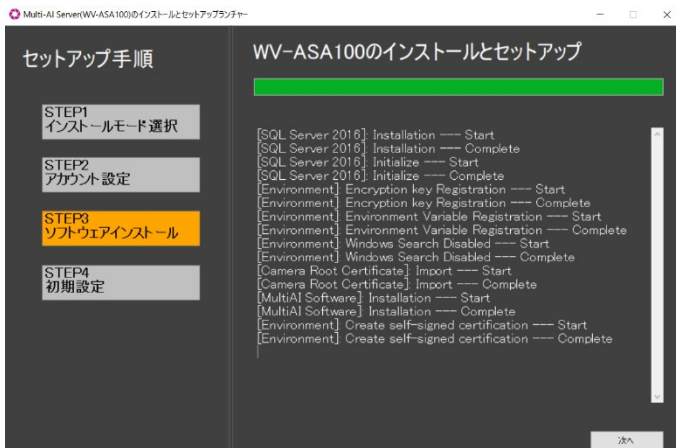 Multi-AI Server(WV-ASA100)のインストールとセットアップランチャー
セットアップ手順
STEP1
インストールモード選択
STEP2
アカウント設定
STEP3
ソフトウェアインストール
STEP4
初期設定
WV-ASA100のインストールとセットアップ
[SQL Server 2016]: Installation --- Start
[SQL Server 2016]: Installation --- Complete
[SQL Server 2016]: Initialize --- Start
[SQL Server 2016]: Initialize --- Complete
[Environment]: Encryption key Registration --- Start
[Environment]: Encryption key Registration --- Complete
[Environment]: Environment Variable Registration --- Start
[Environment]: Environment Variable Registration --- Complete
[Environment]: Windows Search Disabled --- Start
[Environment]: Windows Search Disabled --- Complete
[Camera Root Certificate]: Import --- Start
[Camera Root Certificate]: Import --- Complete
[MultiAI Software]: Installation --- Start
[MultiAI Software]: Installation --- Complete
[Environment]: Create self-signed certification --- Start
[Environment]: Create self-signed certification --- Complete
次へ